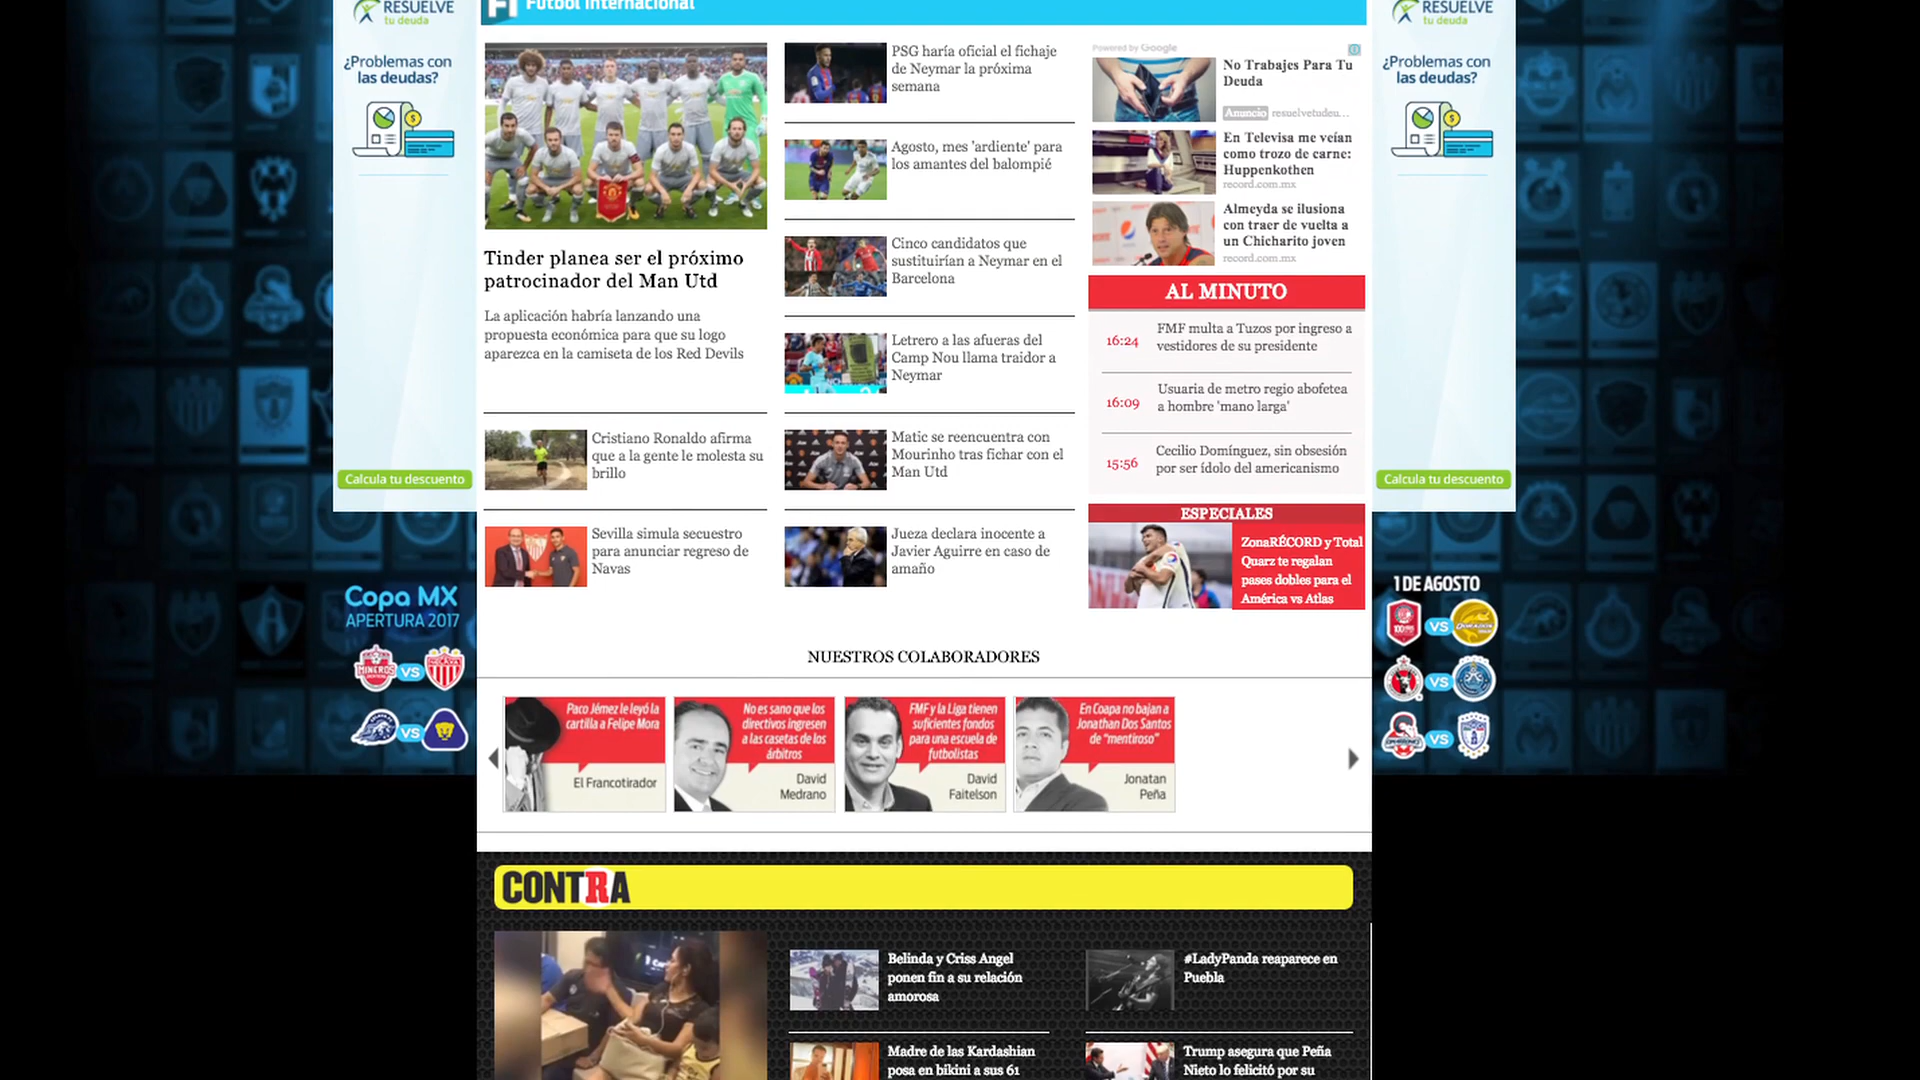 RESUELVE
tu deuda
¿Problemas con
las deudas?
Calcula tu descuento
Copa MX
APERTURA 2017
MINEROS
VS
NECAXA
VS
FI Futbol Internacional
Tinder planea ser el próximo
patrocinador del Man Utd
La aplicación habría lanzando una
propuesta económica para que su logo
aparezca en la camiseta de los Red Devils
Cristiano Ronaldo afirma
que a la gente le molesta su
brillo
Sevilla simula secuestro
para anunciar regreso de
Navas
PSG haría oficial el fichaje
de Neymar la próxima
semana
Agosto, mes 'ardiente' para
los amantes del balompié
Cinco candidatos que
sustituirían a Neymar en el
Barcelona
Letrero a las afueras del
Camp Nou llama traidor a
Neymar
Matic se reencuentra con
Mourinho tras fichar con el
Man Utd
Jueza declara inocente a
Javier Aguirre en caso de
amaño
Powered by Google
No Trabajes Para Tu
Deuda
Anuncio resuelvetudeu...
En Televisa me veían
como trozo de carne:
Huppenkothen
record.com.mx
Almeyda se ilusiona
con traer de vuelta a
un Chicharito joven
record.com.mx
AL MINUTO
16:24 FMF multa a Tuzos por ingreso a
vestidores de su presidente
16:09 Usuaria de metro regio abofetea
a hombre 'mano larga'
15:56 Cecilio Domínguez, sin obsesión
por ser ídolo del americanismo
ESPECIALES
ZonaRÉCORD y Total
Quarz te regalan
pases dobles para el
América vs Atlas
RESUELVE
tu deuda
¿Problemas con
las deudas?
Calcula tu descuento
1 DE AGOSTO
VS
VS
VS
NUESTROS COLABORADORES
Paco Jémez le leyó la
cartilla a Felipe Mora
El Francotirador
No es sano que los
directivos ingresen
a las casetas de los
árbitros
David
Medrano
FMF y la Liga tienen
suficientes fondos
para una escuela de
futbolistas
David
Faitelson
En Coapa no bajan a
Jonathan Dos Santos
de "mentiroso"
Jonatan
Peña
CONTRA
Belinda y Criss Angel
ponen fin a su relación
amorosa
Madre de las Kardashian
posa en bikini a sus 61
#LadyPanda reaparece en
Puebla
Trump asegura que Peña
Nieto lo felicitó por su